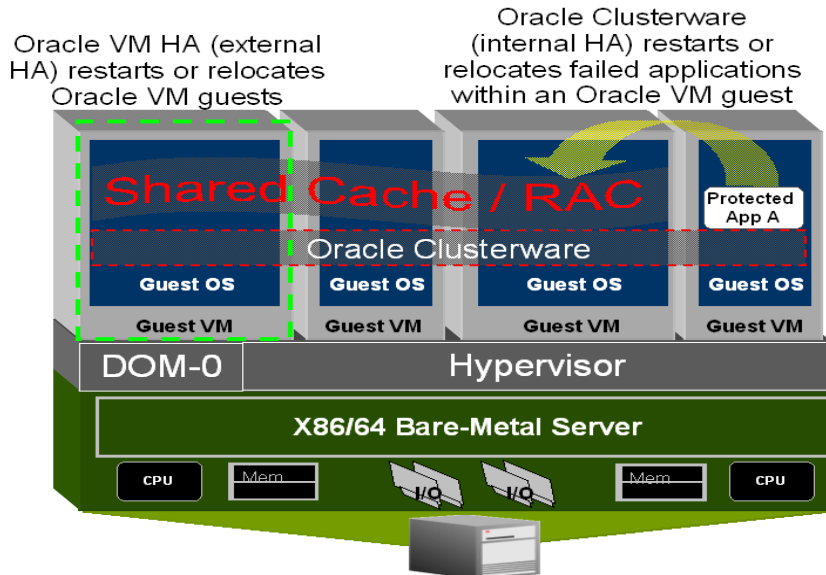 Oracle VM HA (external
HA) restarts or relocates
Oracle VM guests
Oracle Clusterware
(internal HA) restarts or
relocates failed applications
within an Oracle VM guest
Shared Cache / RAC
Protected
App A
Oracle Clusterware
Guest OS
Guest OS
Guest OS
Guest OS
Guest VM
Guest VM
Guest VM
Guest VM
DOM-0
Hypervisor
X86/64 Bare-Metal Server
CPU
Mem
I/O
I/O
Mem
CPU